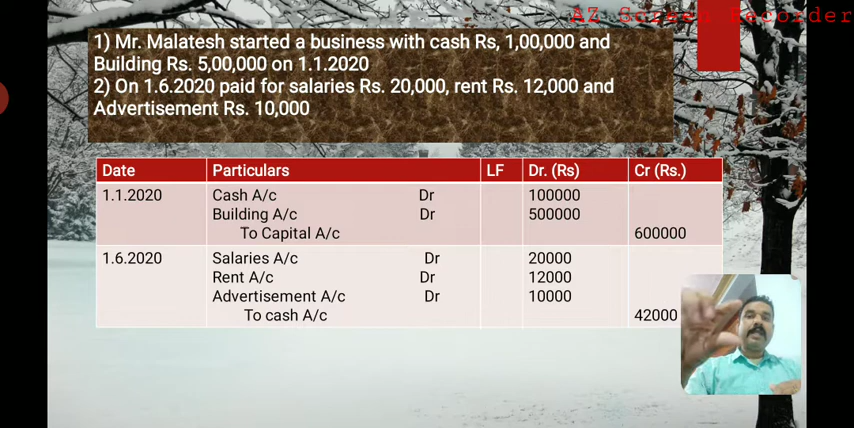 AZ Screen Recorder
1) Mr. Malatesh started a business with cash Rs, 1,00,000 and
Building Rs. 5,00,000 on 1.1.2020
2) On 1.6.2020 paid for salaries Rs. 20,000, rent Rs. 12,000 and
Advertisement Rs. 10,000
Date Particulars LF Dr. (Rs) Cr (Rs.)
1.1.2020 Cash A/c Dr 100000
Building A/c Dr 500000
To Capital A/c 600000
1.6.2020 Salaries A/c Dr 20000
Rent A/c Dr 12000
Advertisement A/c Dr 10000
To cash A/c 42000